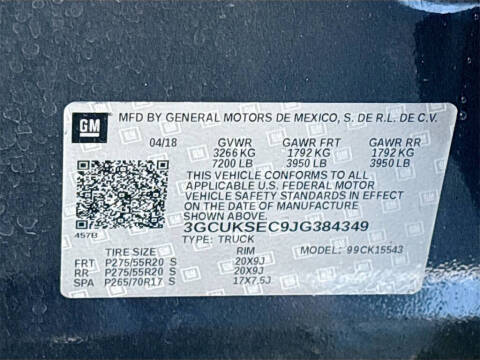 GM
MFD BY GENERAL MOTORS DE MEXICO, S. DE R.L. DE C.V.
04/18 GVWR GAWR FRT GAWR RR
3266 KG 1792 KG 1792 KG
7200 LB 3950 LB 3950 LB
THIS VEHICLE CONFORMS TO ALL
APPLICABLE U.S. FEDERAL MOTOR
VEHICLE SAFETY STANDARDS IN EFFECT
ON THE DATE OF MANUFACTURE
SHOWN ABOVE.
3GCUKSEC9JG384349
457B TYPE: TRUCK MODEL: 99CK15543
TIRE SIZE RIM
FRT P275/55R20 S 20X9J
RR P275/55R20 S 20X9J
SPA P265/70R17 S 17X7.5J